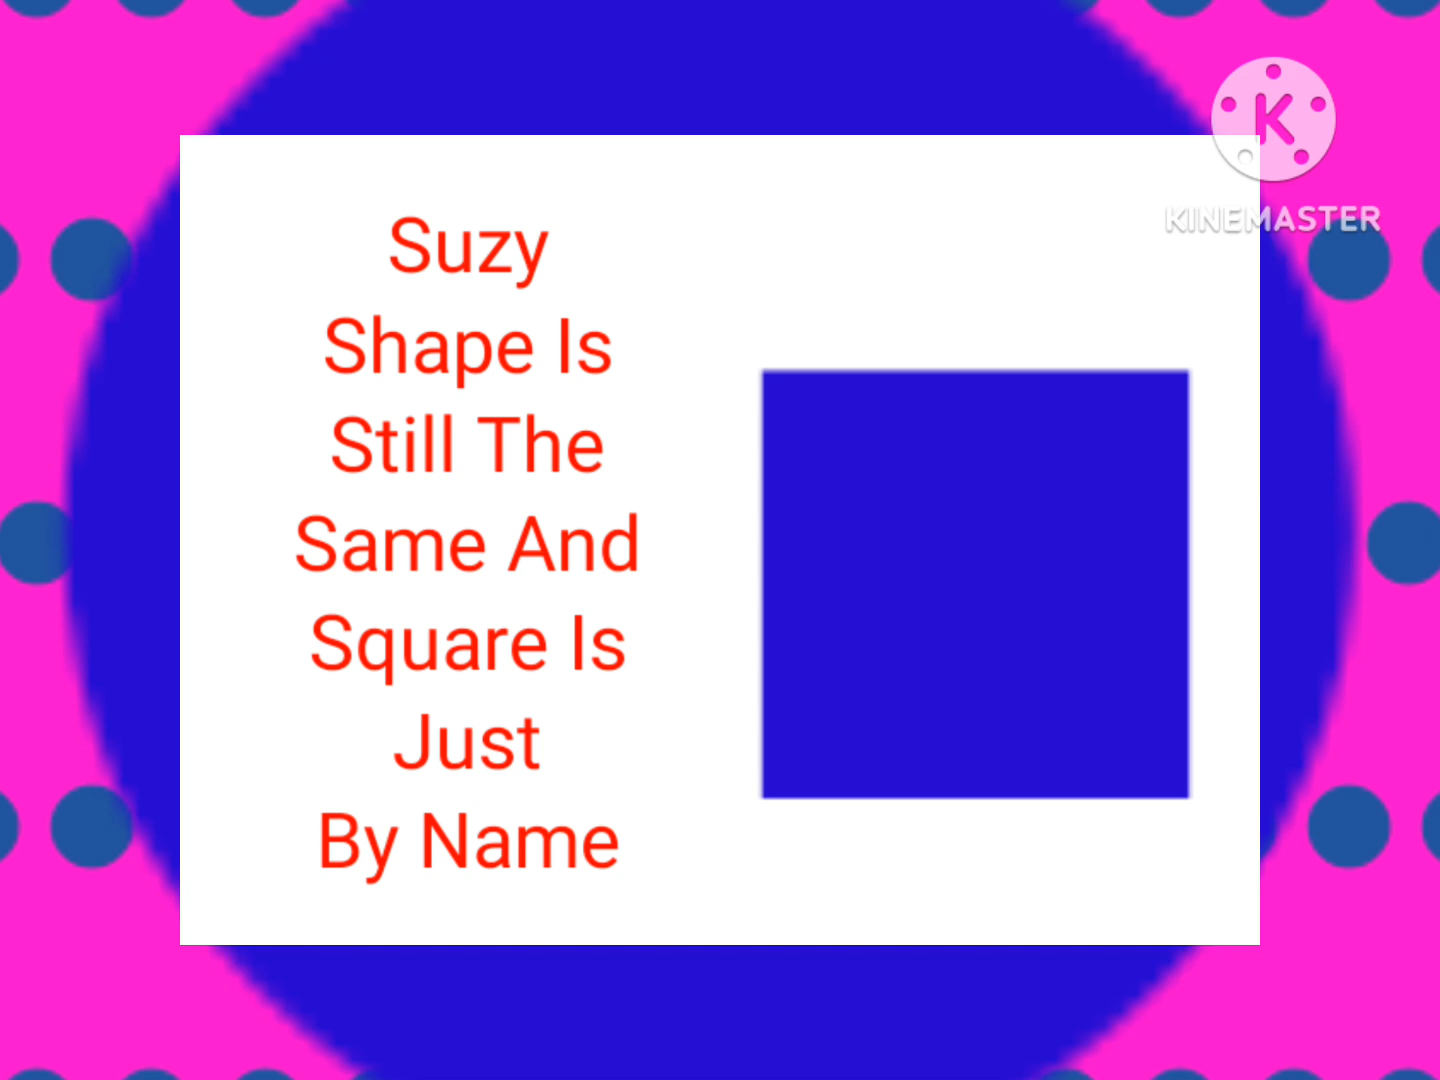 Suzy
Shape Is
Still The
Same And
Square Is
Just
By Name
K
KINEMASTER